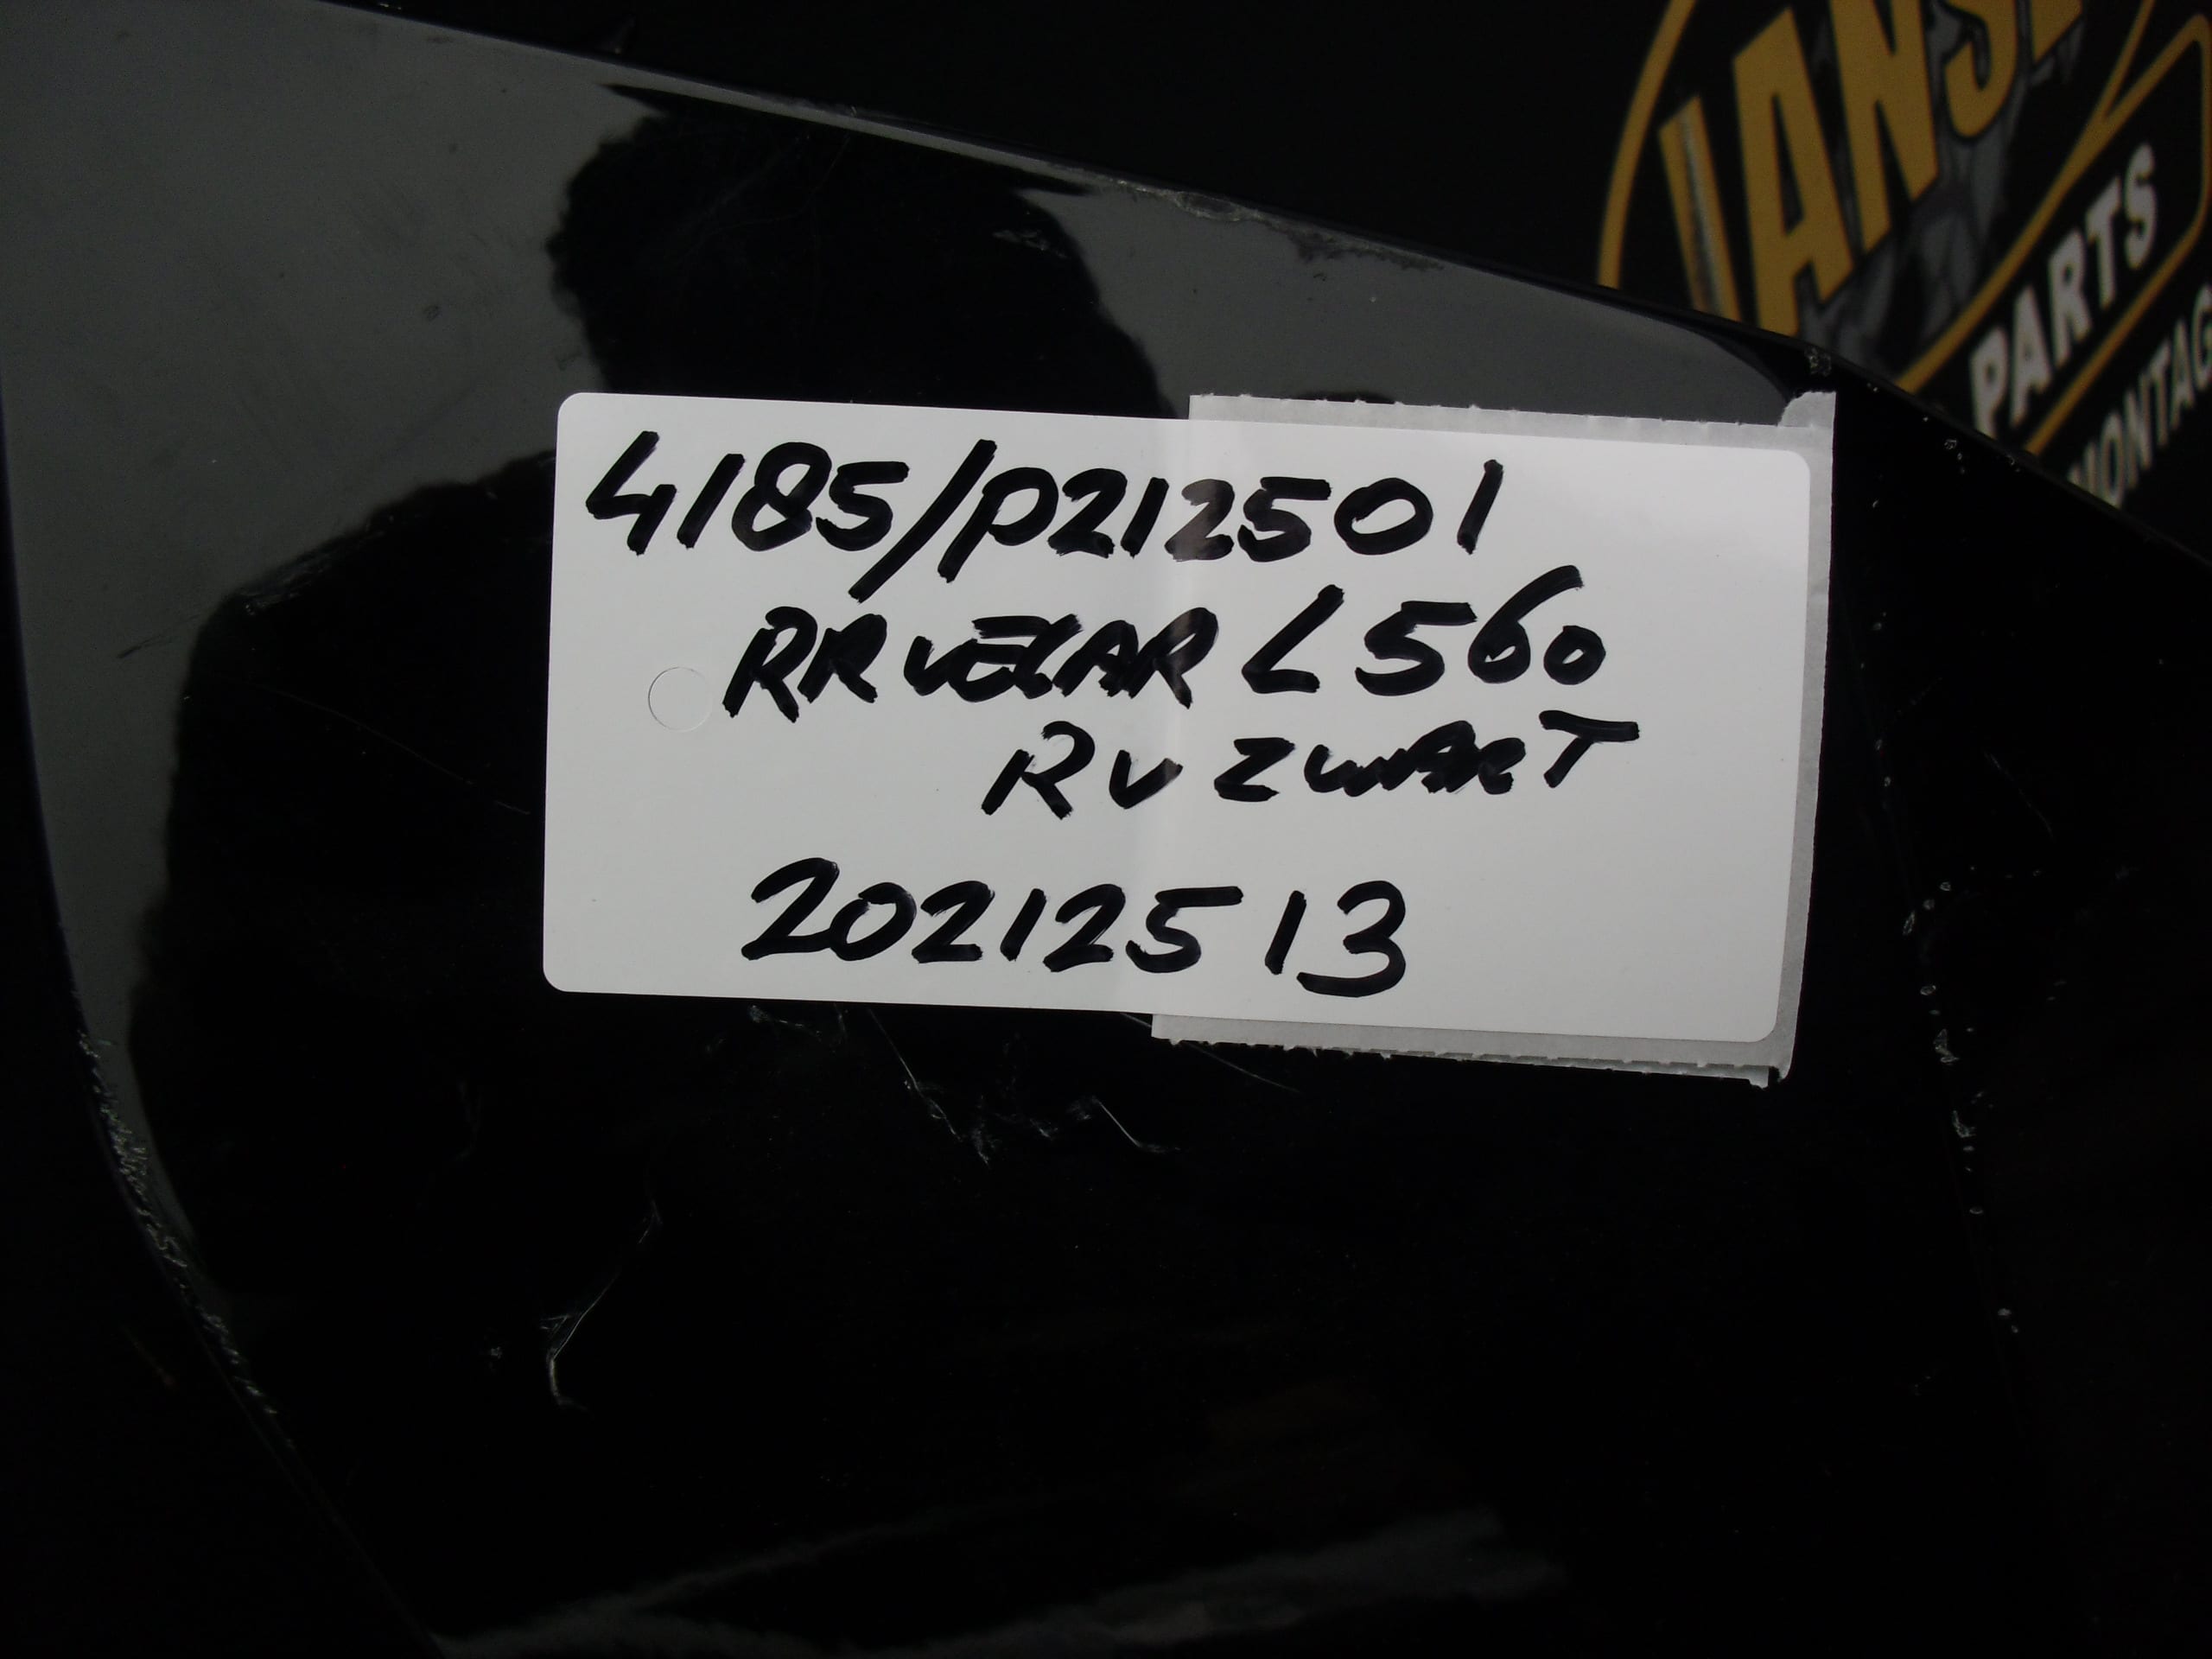 4185/P212501
RR VELAR L560
RV ZWART
20212513
PARTS